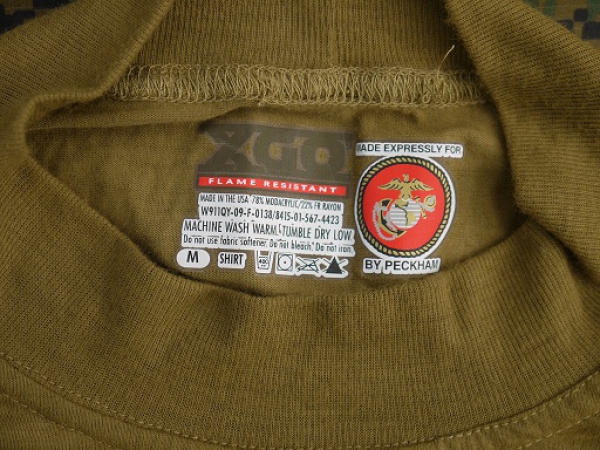 XGO
FLAME RESISTANT
MADE IN THE USA 78% MODACRYLIC/22% FR RAYON
W911QY-09-F-0138/8415-01-567-4423
MACHINE WASH WARM. TUMBLE DRY LOW
Do not use fabric softener. Do not bleach. Do not iron.
M SHIRT
MADE EXPRESSLY FOR
BY PECKHAM